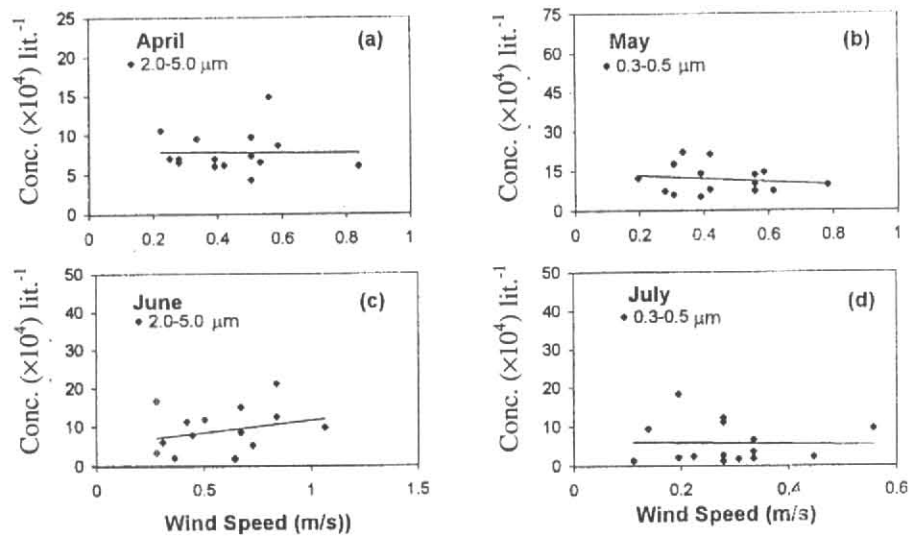 25
20
15
10
5
0
Conc. (×10⁴) lit.⁻¹
April
(a)
2.0-5.0 µm
0 0.2 0.4 0.6 0.8 1
75
60
45
30
15
0
Conc. (×10⁴) lit.⁻¹
May
(b)
0.3-0.5 µm
0 0.2 0.4 0.6 0.8 1
50
40
30
20
10
0
Conc. (×10⁴) lit.⁻¹
June
(c)
2.0-5.0 µm
0 0.5 1 1.5
Wind Speed (m/s))
50
40
30
20
10
0
Conc. (×10⁴) lit.⁻¹
July
(d)
0.3-0.5 µm
0 0.2 0.4 0.6
Wind Speed (m/s)